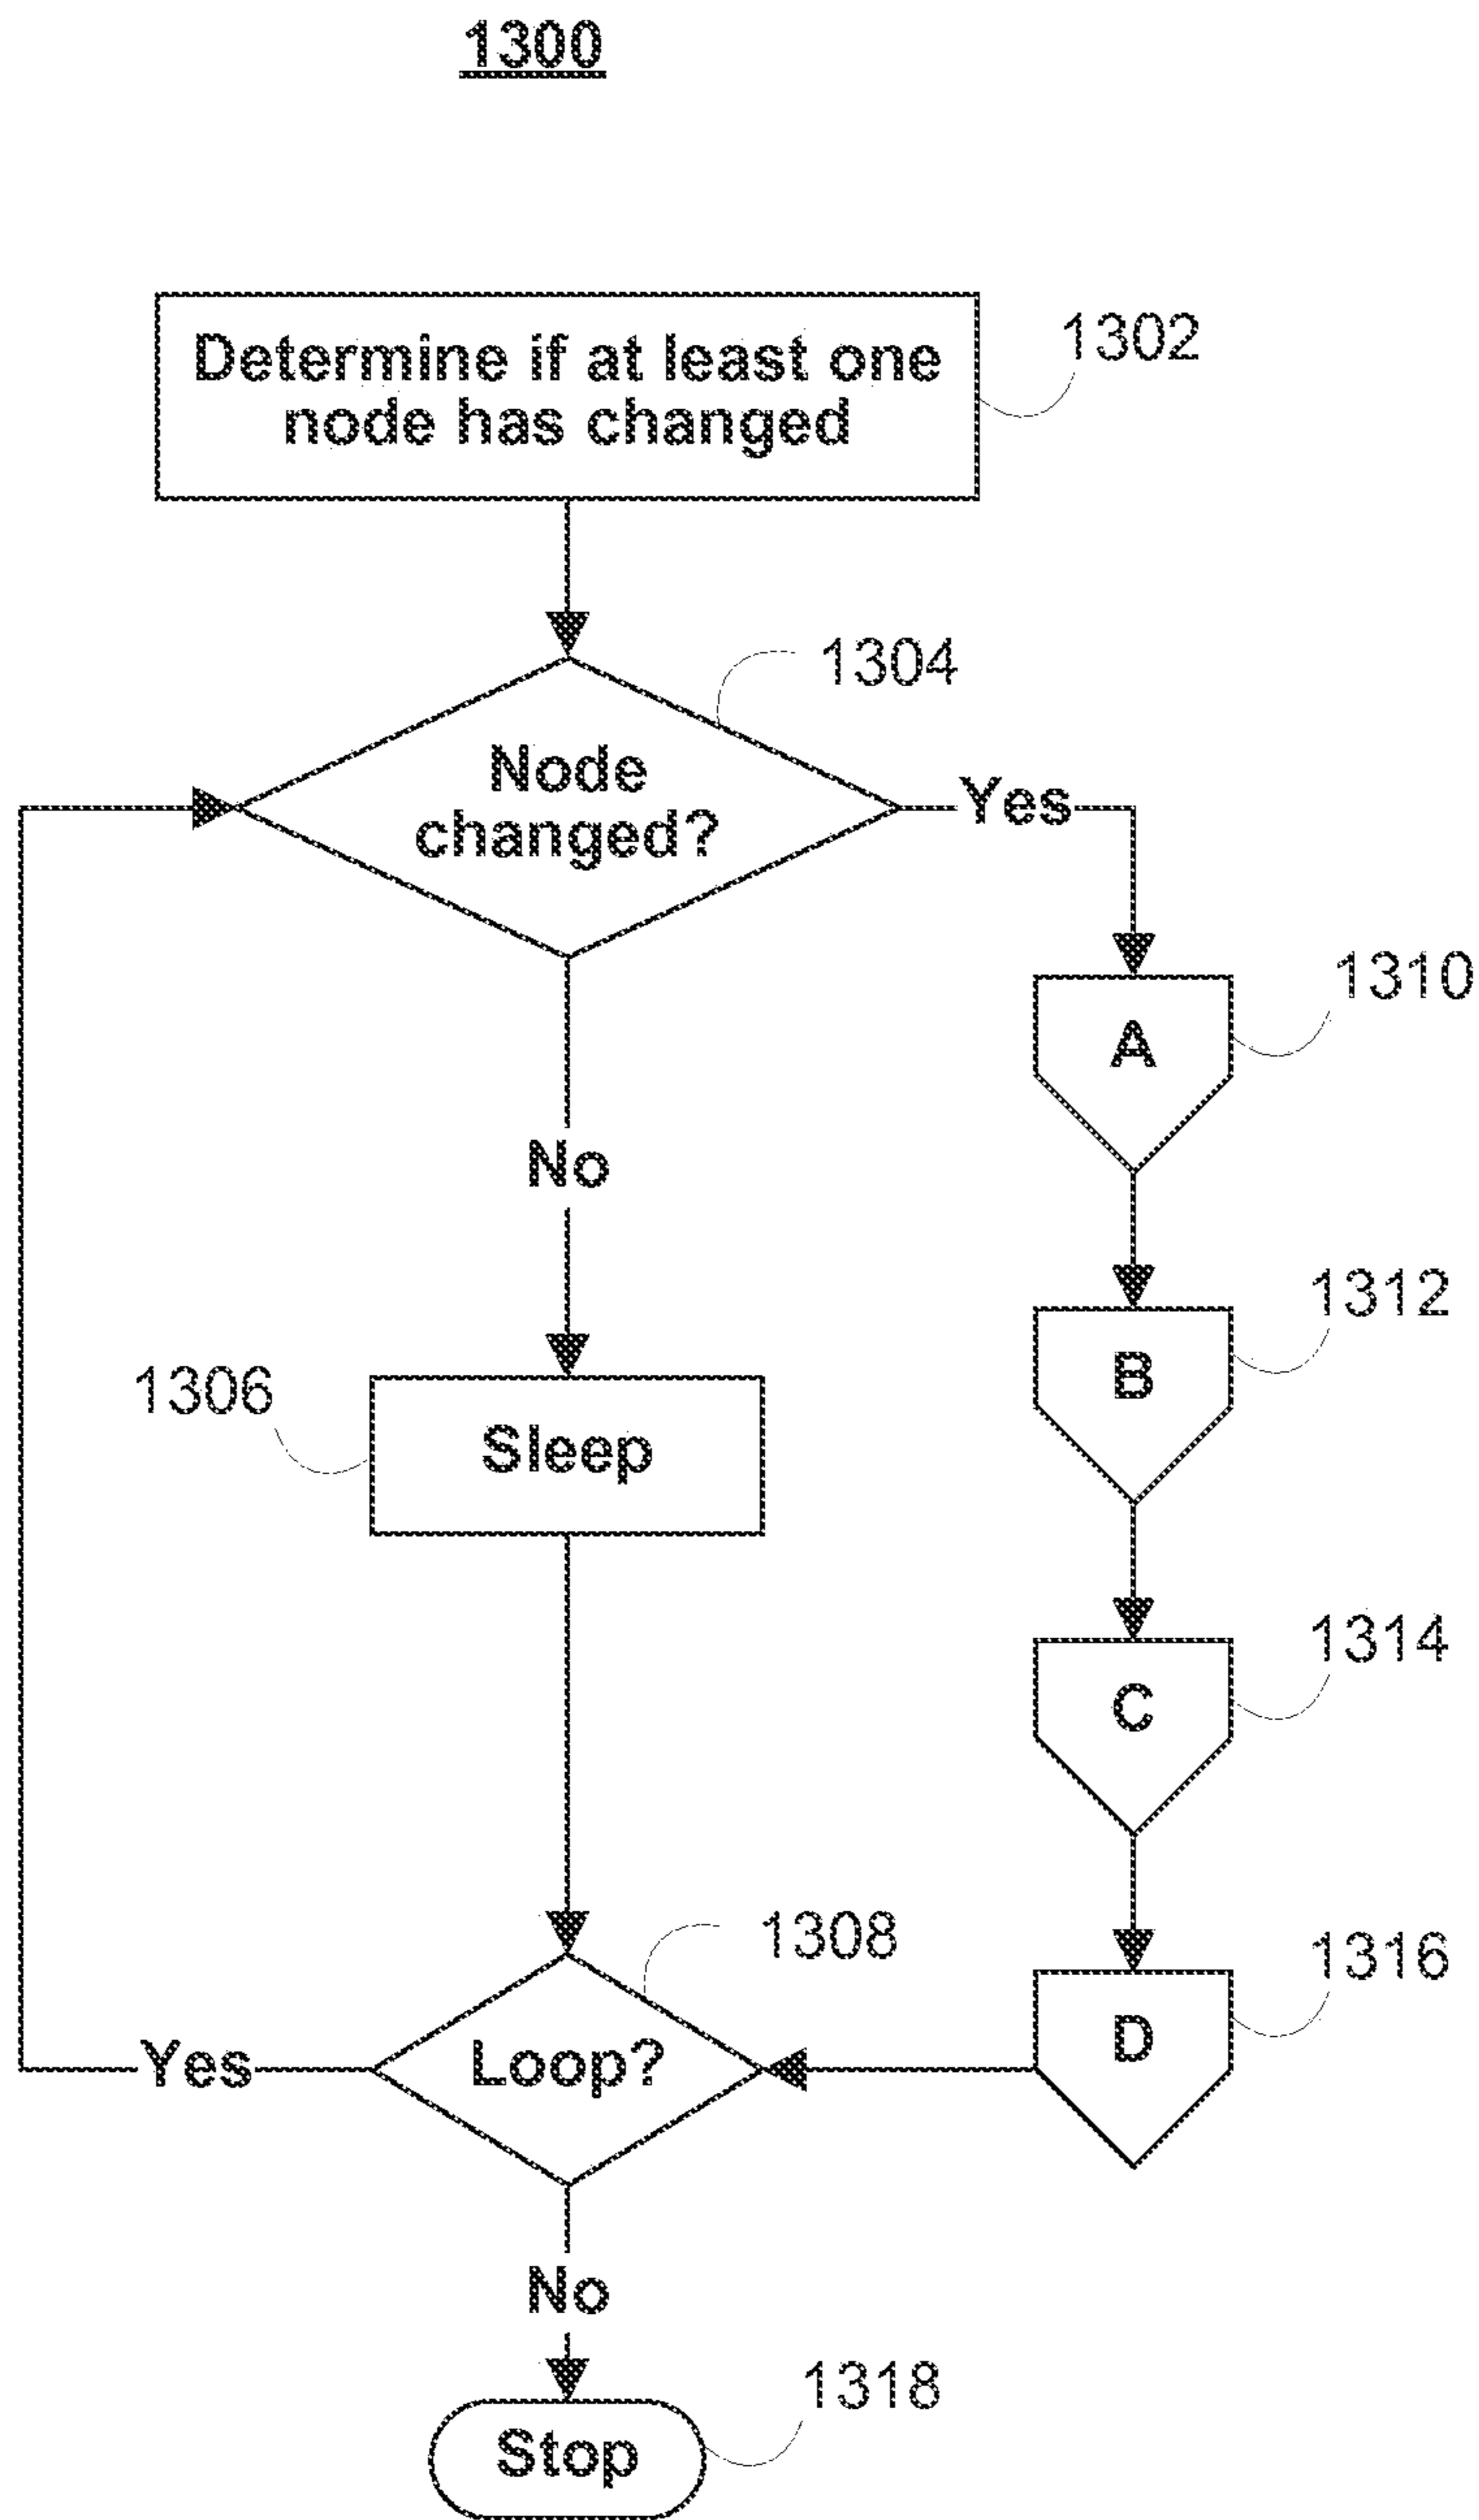 1300
Determine if at least one
node has changed
1302
1304
Node
changed?
Yes
1310
A
No
1312
B
1306
Sleep
1314
C
1308
1316
Yes
Loop?
D
No
1318
Stop